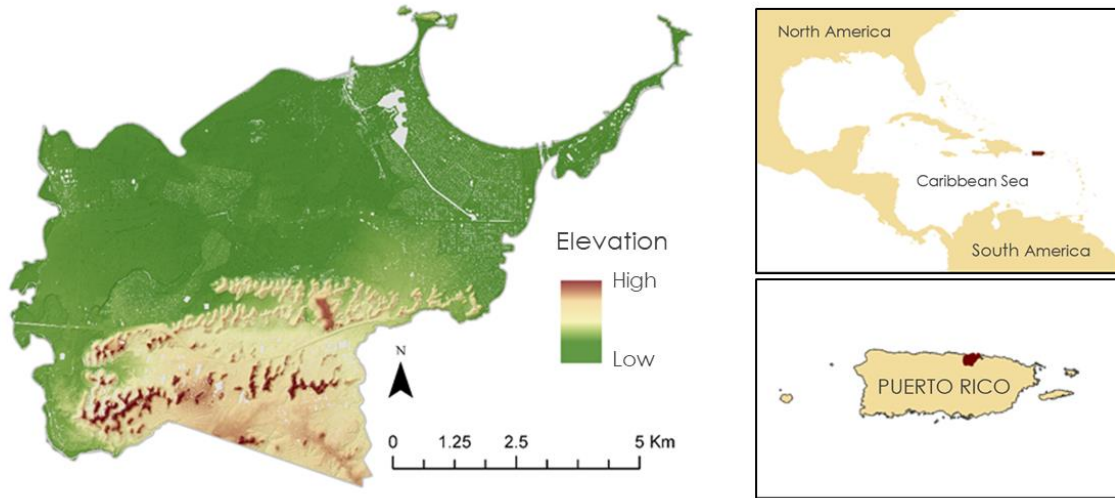 Elevation
High
Low
N
0 1.25 2.5 5 Km
North America
Caribbean Sea
South America
PUERTO RICO